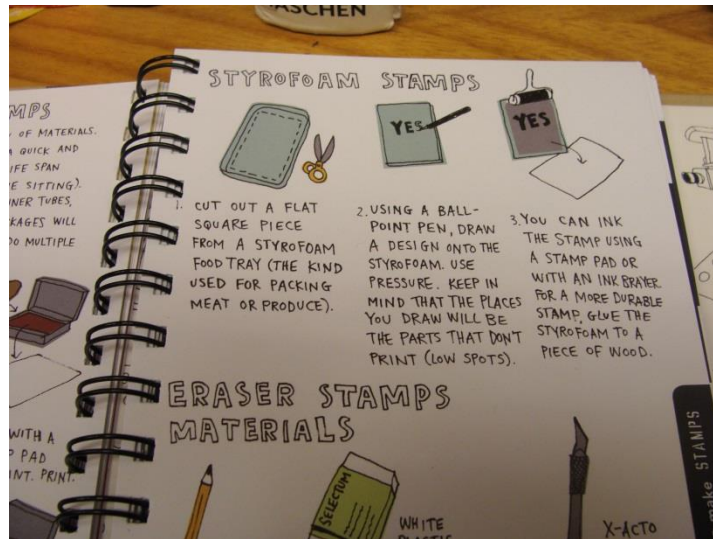 ASCHEN
MPS
OF MATERIALS.
QUICK AND
IFE SPAN
E SITTING).
NER TUBES,
CKAGES WILL
DO MULTIPLE
WITH A
PAD
INT. PRINT.
STYROFOAM STAMPS
YES
YES
1. CUT OUT A FLAT
SQUARE PIECE
FROM A STYROFOAM
FOOD TRAY (THE KIND
USED FOR PACKING
MEAT OR PRODUCE).
2. USING A BALL-
POINT PEN, DRAW
A DESIGN ONTO THE
STYROFOAM. USE
PRESSURE. KEEP IN
MIND THAT THE PLACES
YOU DRAW WILL BE
THE PARTS THAT DON'T
PRINT (LOW SPOTS).
3. YOU CAN INK
THE STAMP USING
A STAMP PAD OR
WITH AN INK BRAYER
FOR A MORE DURABLE
STAMP, GLUE THE
STYROFOAM TO A
PIECE OF WOOD.
ERASER STAMPS
MATERIALS
SELECTUM
WHITE
PLASTIC
X-ACTO
make STAMPS